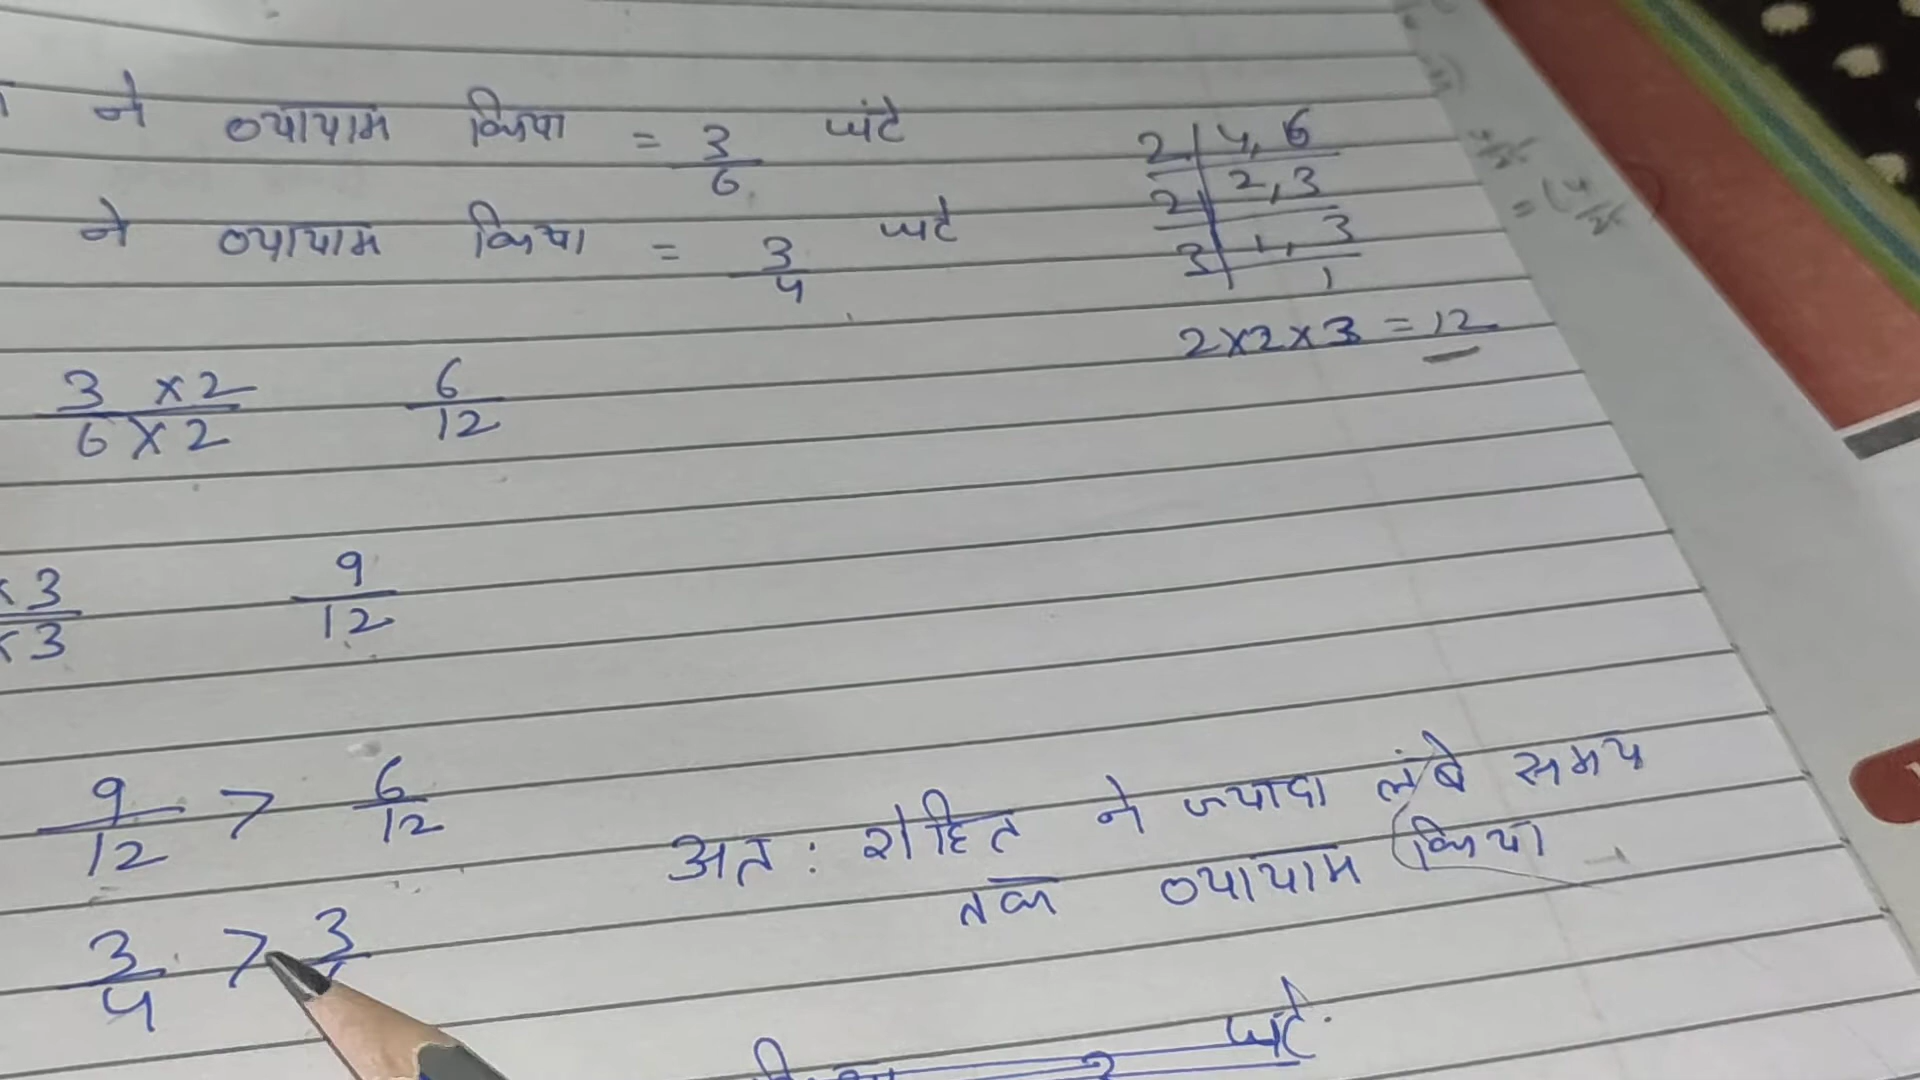 ने व्यायाम किया = 3/6 घंटे
ने व्यायाम किया = 3/4 घंटे
2 | 4, 6
2 | 2, 3
3 | 1, 3
1
2×2×3 = 12
3 ×2 / 6 ×2 6/12
×3 / ×3 9/12
9/12 > 6/12
अत : रोहित ने ज्यादा लंबे समय
तक व्यायाम किया
3/4 > 3
घंटे